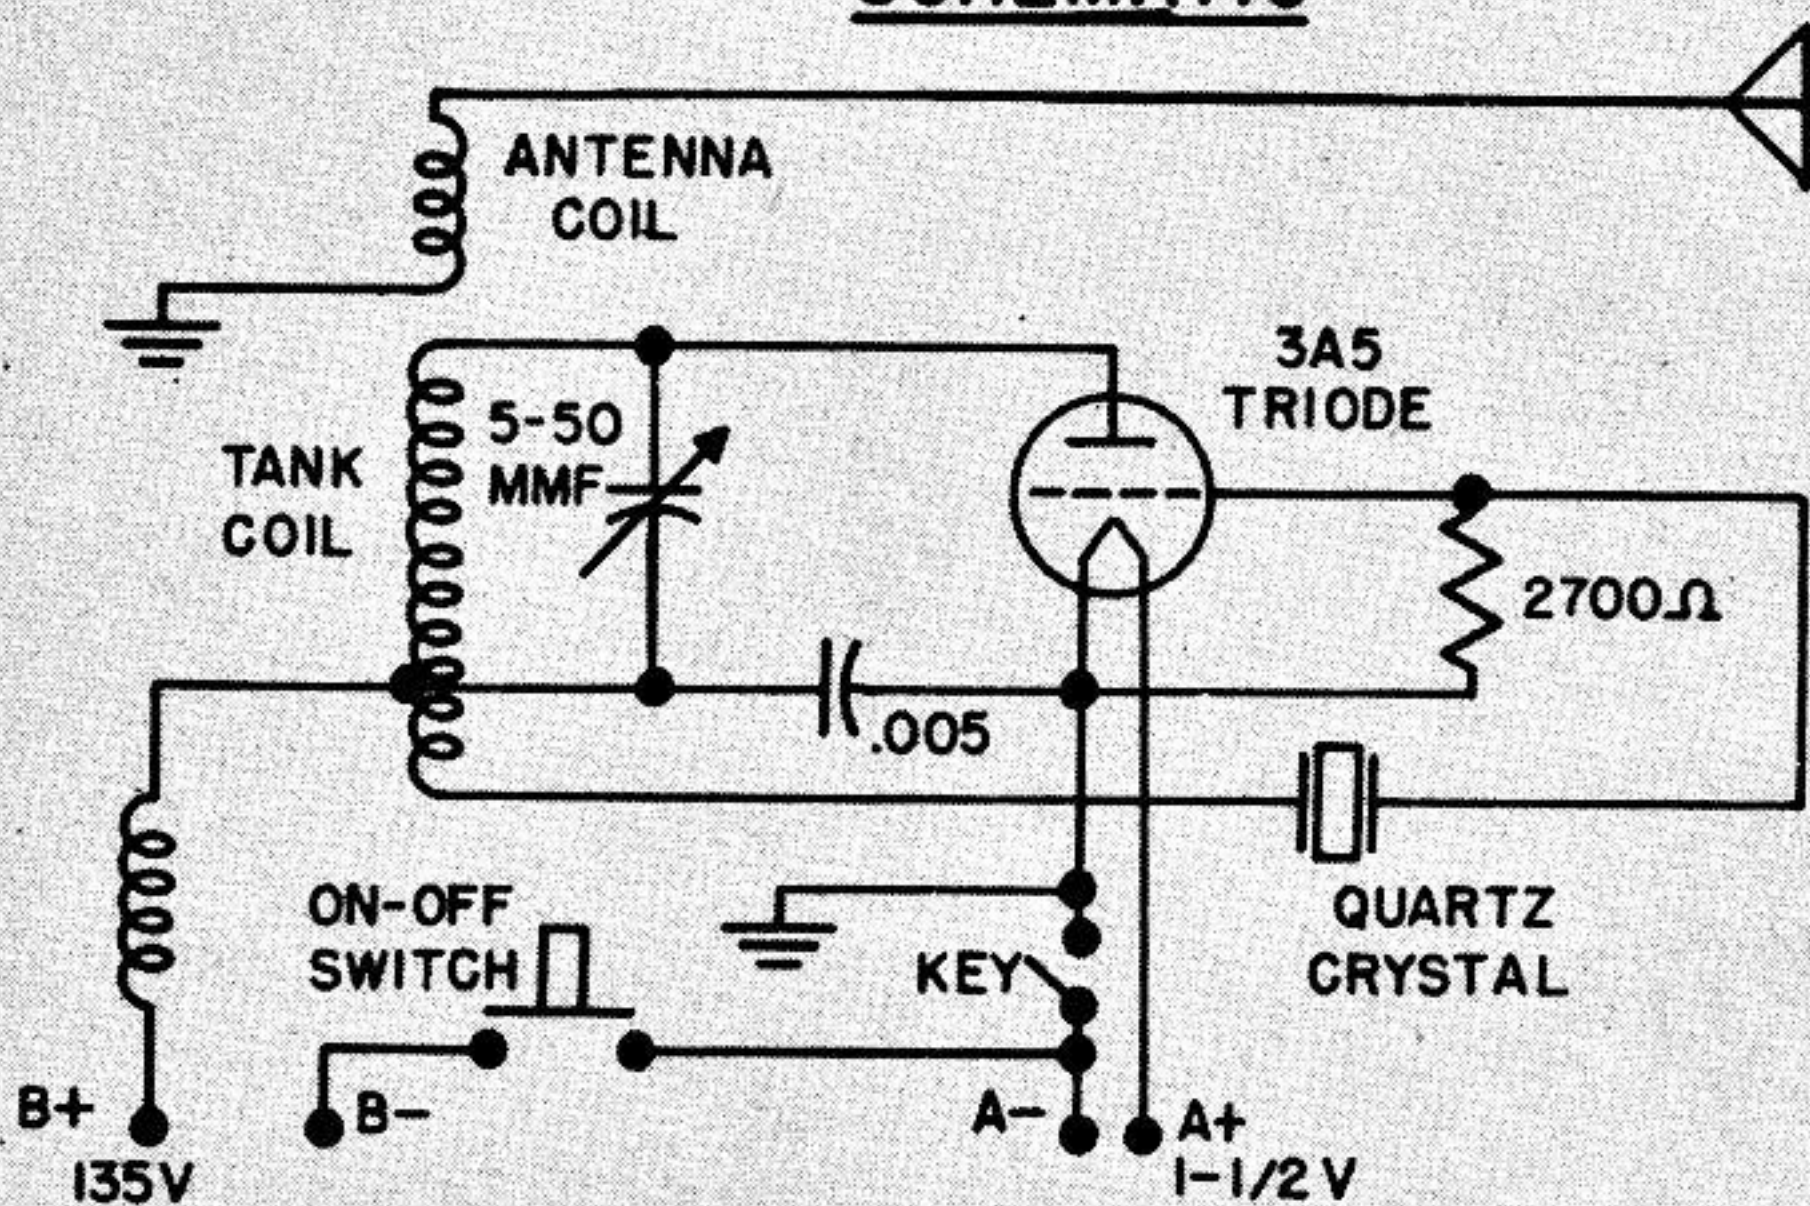 ANTENNA
COIL
3A5
TRIODE
5-50
MMF
TANK
COIL
2700Ω
.005
ON-OFF
SWITCH
KEY
QUARTZ
CRYSTAL
B+
135V
B-
A-
A+
1-1/2 V